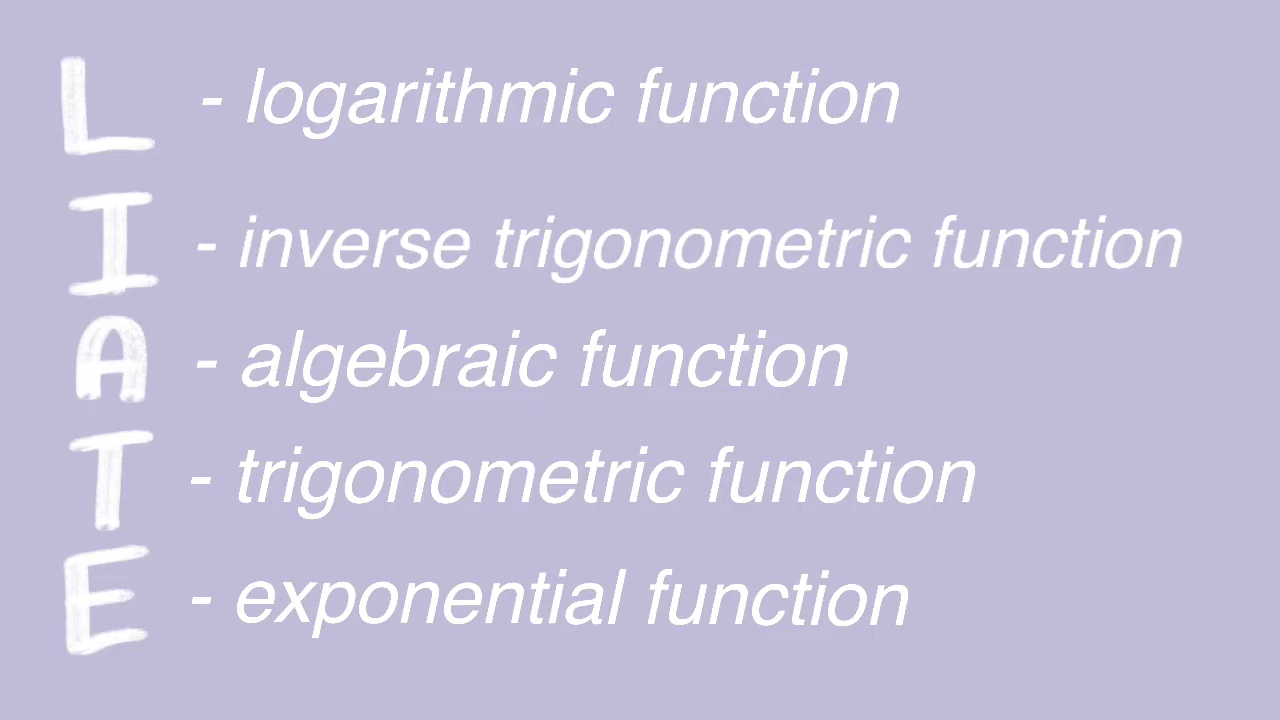 L - logarithmic function
I - inverse trigonometric function
A - algebraic function
T - trigonometric function
E - exponential function